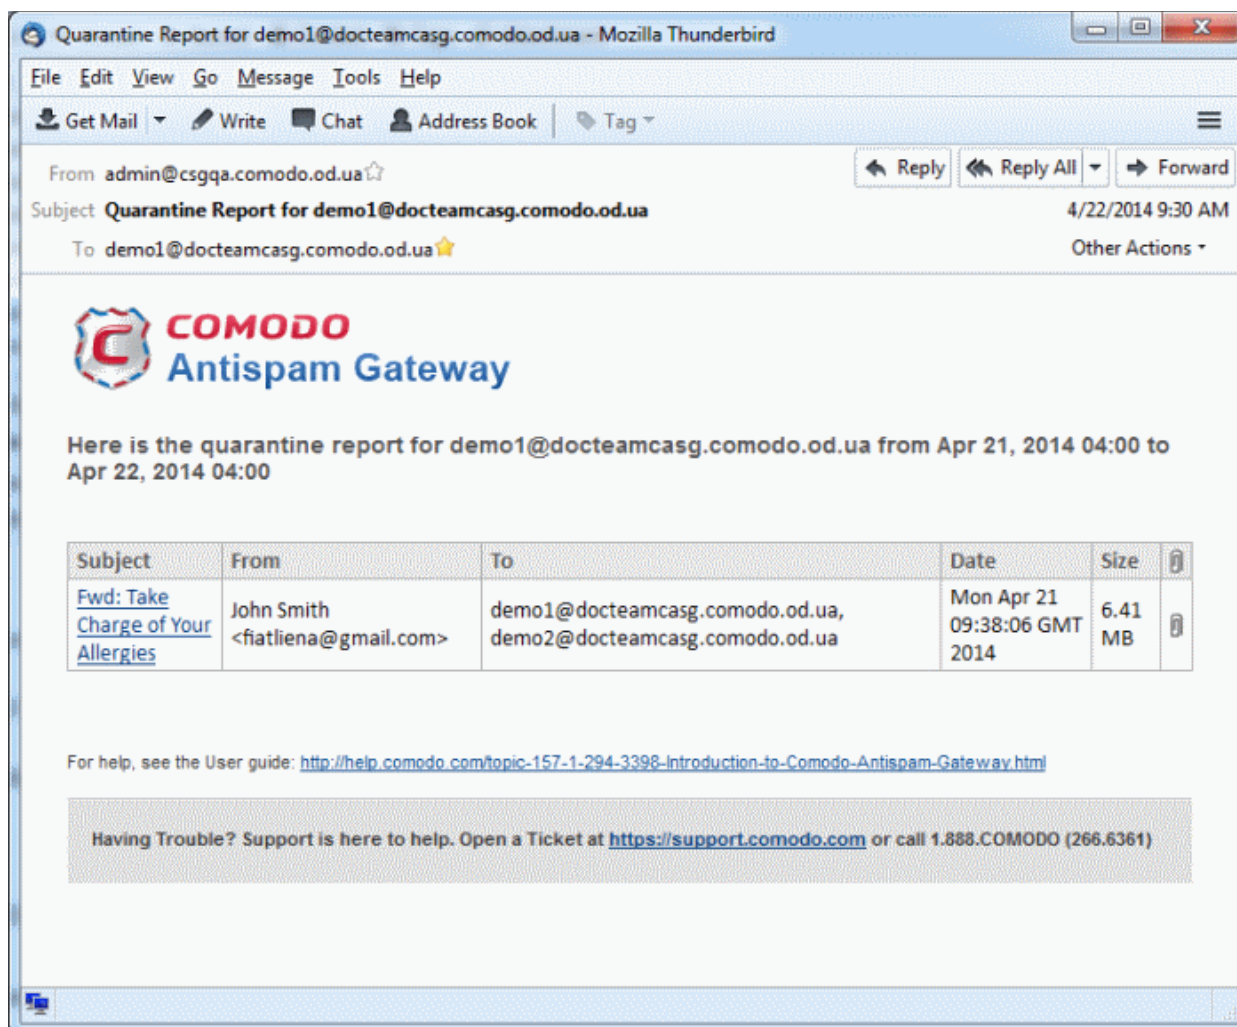 Quarantine Report for demo1@docteamcasg.comodo.od.ua - Mozilla Thunderbird
File Edit View Go Message Tools Help
Get Mail Write Chat Address Book Tag
From admin@csgqa.comodo.od.ua Reply Reply All Forward
Subject Quarantine Report for demo1@docteamcasg.comodo.od.ua 4/22/2014 9:30 AM
To demo1@docteamcasg.comodo.od.ua Other Actions
C COMODO
Antispam Gateway
Here is the quarantine report for demo1@docteamcasg.comodo.od.ua from Apr 21, 2014 04:00 to
Apr 22, 2014 04:00
Subject From To Date Size
Fwd: Take
Charge of Your
Allergies
John Smith
<fiatliena@gmail.com>
demo1@docteamcasg.comodo.od.ua,
demo2@docteamcasg.comodo.od.ua
Mon Apr 21
09:38:06 GMT
2014
6.41
MB
For help, see the User guide: http://help.comodo.com/topic-157-1-294-3398-Introduction-to-Comodo-Antispam-Gateway.html
Having Trouble? Support is here to help. Open a Ticket at https://support.comodo.com or call 1.888.COMODO (266.6361)